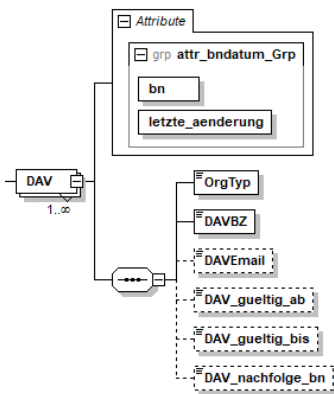 Attribute
grp attr_bndatum_Grp
bn
letzte_aenderung
DAV
1..∞
OrgTyp
DAVBZ
DAVEmail
DAV_gueltig_ab
DAV_gueltig_bis
DAV_nachfolge_bn